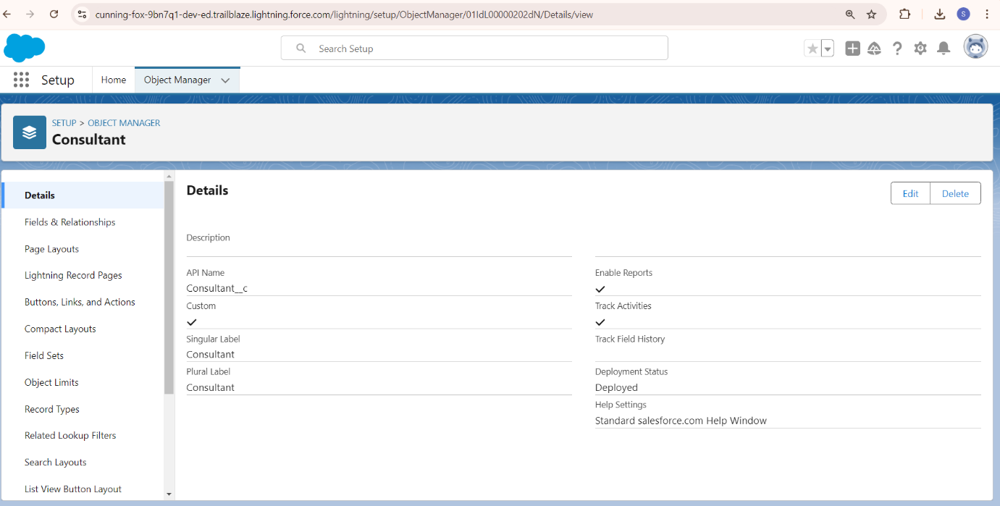 cunning-fox-9bn7q1-dev-ed.trailblaze.lightning.force.com/lightning/setup/ObjectManager/01IdL00000202dN/Details/view
S
Search Setup
Setup
Home
Object Manager
SETUP > OBJECT MANAGER
Consultant
Details
Fields & Relationships
Page Layouts
Lightning Record Pages
Buttons, Links, and Actions
Compact Layouts
Field Sets
Object Limits
Record Types
Related Lookup Filters
Search Layouts
List View Button Layout
Details
Edit
Delete
Description
API Name
Consultant__c
Custom
Singular Label
Consultant
Plural Label
Consultant
Enable Reports
Track Activities
Track Field History
Deployment Status
Deployed
Help Settings
Standard salesforce.com Help Window